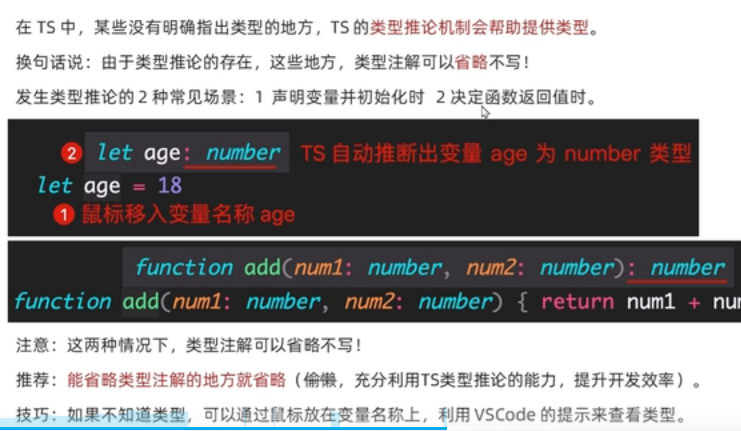 在 TS 中，某些没有明确指出类型的地方，TS 的类型推论机制会帮助提供类型。
换句话说：由于类型推论的存在，这些地方，类型注解可以省略不写！
发生类型推论的 2 种常见场景：1 声明变量并初始化时 2 决定函数返回值时。
2 let age: number TS 自动推断出变量 age 为 number 类型
let age = 18
1 鼠标移入变量名称 age
function add(num1: number, num2: number): number
function add(num1: number, num2: number) { return num1 +
注意：这两种情况下，类型注解可以省略不写！
推荐：能省略类型注解的地方就省略（偷懒，充分利用TS类型推论的能力，提升开发效率）。
技巧：如果不知道类型，可以通过鼠标放在变量名称上，利用 VSCode 的提示来查看类型。